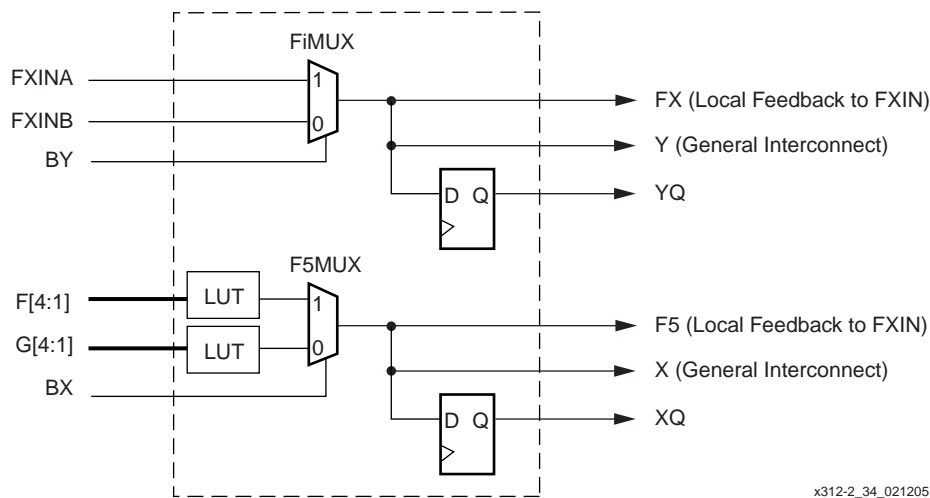 FiMUX
FXINA
1
FX (Local Feedback to FXIN)
FXINB
0
Y (General Interconnect)
BY
D Q
YQ
F5MUX
F[4:1]
LUT
1
F5 (Local Feedback to FXIN)
G[4:1]
LUT
0
X (General Interconnect)
BX
D Q
XQ
x312-2_34_021205